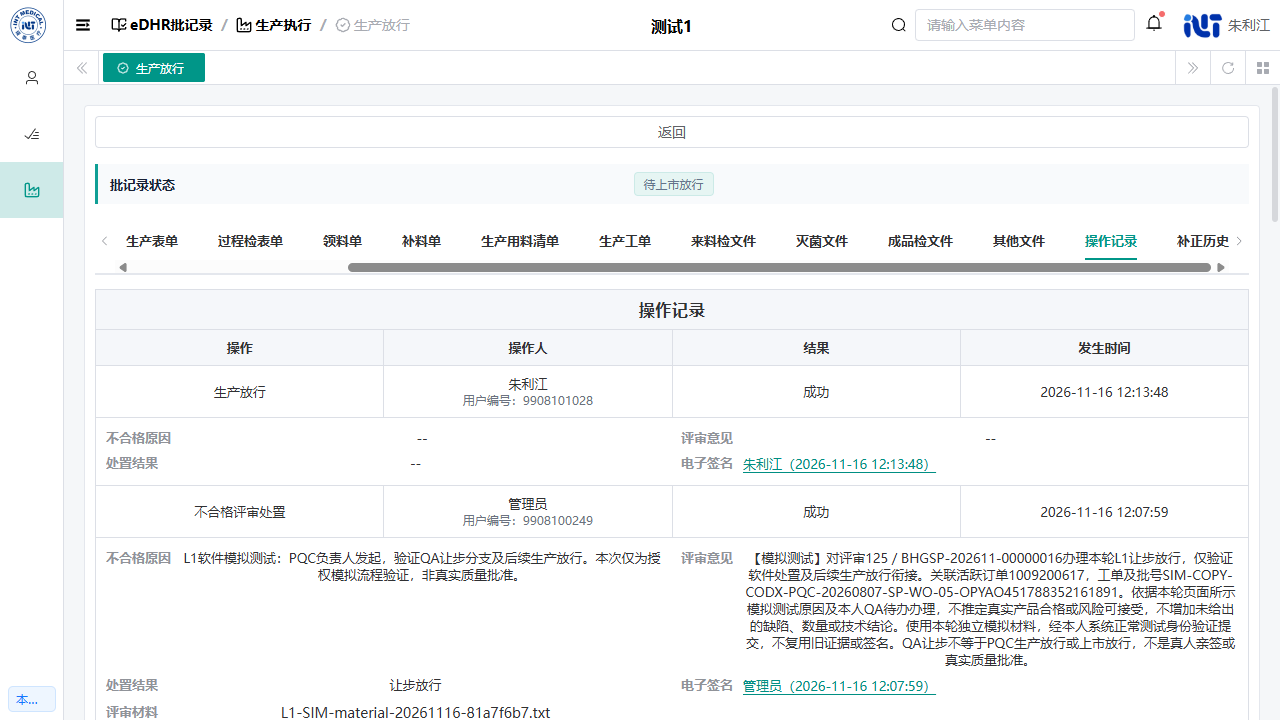 eDHR批记录 / 生产执行 / 生产放行
测试1
请输入菜单内容
朱利江
生产放行
返回
批记录状态
待上市放行
生产表单 过程检表单 领料单 补料单 生产用料清单 生产工单 来料检文件 灭菌文件 成品检文件 其他文件 操作记录 补正历史
操作记录
操作 操作人 结果 发生时间
生产放行 朱利江 成功 2026-11-16 12:13:48
用户编号：9908101028
不合格原因 -- 评审意见 --
处置结果 -- 电子签名 朱利江（2026-11-16 12:13:48）
不合格评审处置 管理员 成功 2026-11-16 12:07:59
用户编号：9908100249
不合格原因 L1软件模拟测试：PQC负责人发起，验证QA让步分支及后续生产放行。本次仅为授
权模拟流程验证，非真实质量批准。
评审意见 【模拟测试】对评审125 / BHGSP-202611-00000016办理本轮L1让步放行，仅验证
软件处置及后续生产放行衔接。关联活跃订单1009200617，工单及批号SIM-COPY-
CODX-PQC-20260807-SP-WO-05-OPYAO451788352161891。依据本轮页面所示
模拟测试原因及本人QA待办办理，不推定真实产品合格或风险可接受，不增加未给出
的缺陷、数量或技术结论。使用本轮独立模拟材料，经本人系统正常测试身份验证提
交，不复用旧证据或签名。QA让步不等于PQC生产放行或上市放行，不是真人亲签或
真实质量批准。
处置结果 让步放行 电子签名 管理员（2026-11-16 12:07:59）
评审材料 L1-SIM-material-20261116-81a7f6b7.txt
本...